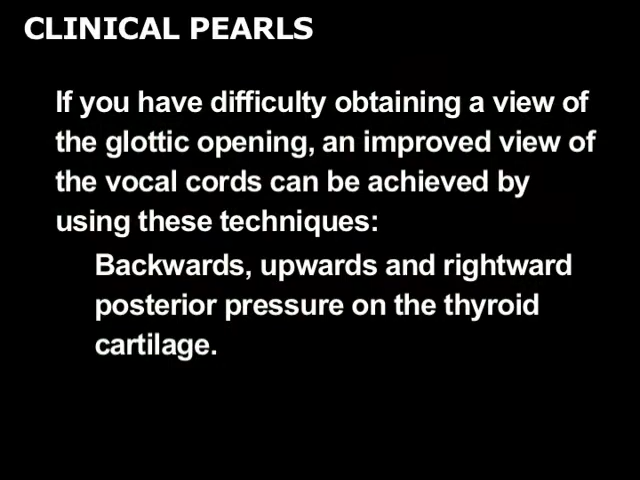 CLINICAL PEARLS
If you have difficulty obtaining a view of
the glottic opening, an improved view of
the vocal cords can be achieved by
using these techniques:
Backwards, upwards and rightward
posterior pressure on the thyroid
cartilage.